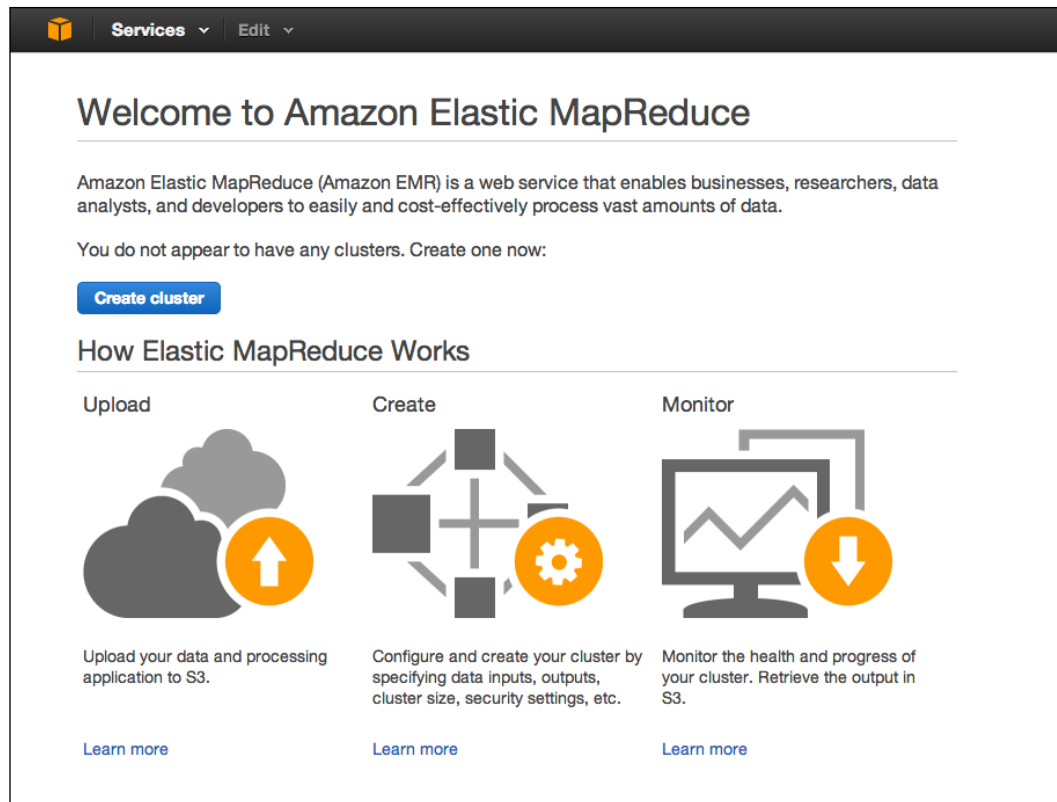 Services Edit
Welcome to Amazon Elastic MapReduce
Amazon Elastic MapReduce (Amazon EMR) is a web service that enables businesses, researchers, data
analysts, and developers to easily and cost-effectively process vast amounts of data.
You do not appear to have any clusters. Create one now:
Create cluster
How Elastic MapReduce Works
Upload
Upload your data and processing
application to S3.
Learn more
Create
Configure and create your cluster by
specifying data inputs, outputs,
cluster size, security settings, etc.
Learn more
Monitor
Monitor the health and progress of
your cluster. Retrieve the output in
S3.
Learn more